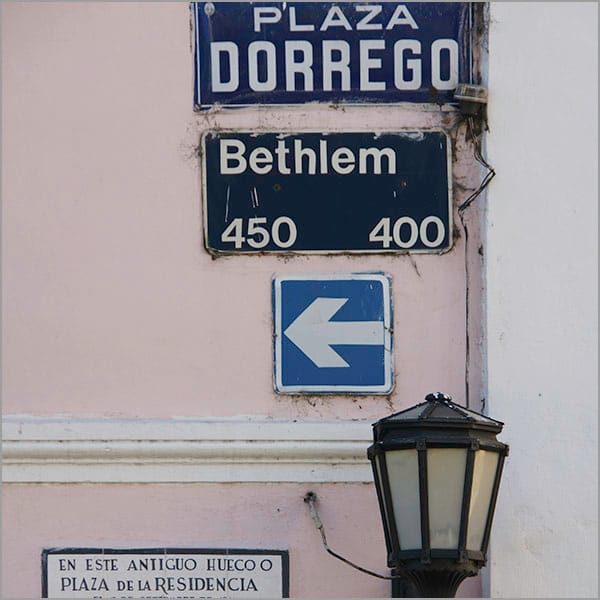 PLAZA
DORREGO
Bethlem
450 400
EN ESTE ANTIGUO HUECO O
PLAZA DE LA RESIDENCIA